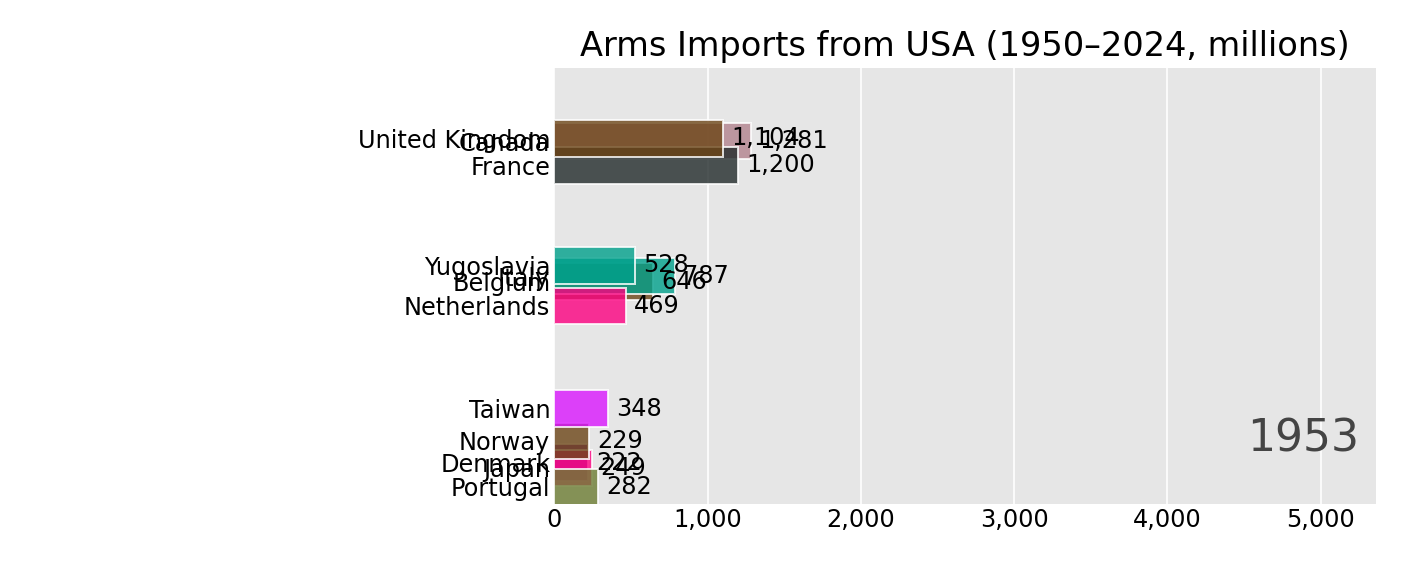 Arms Imports from USA (1950–2024, millions)
United Kingdom 1,104
Canada 1,281
France 1,200
Yugoslavia 528
Italy 787
Belgium 646
Netherlands 469
Taiwan 348
1953
Norway 229
Denmark 222
Japan 249
Portugal 282
0 1,000 2,000 3,000 4,000 5,000